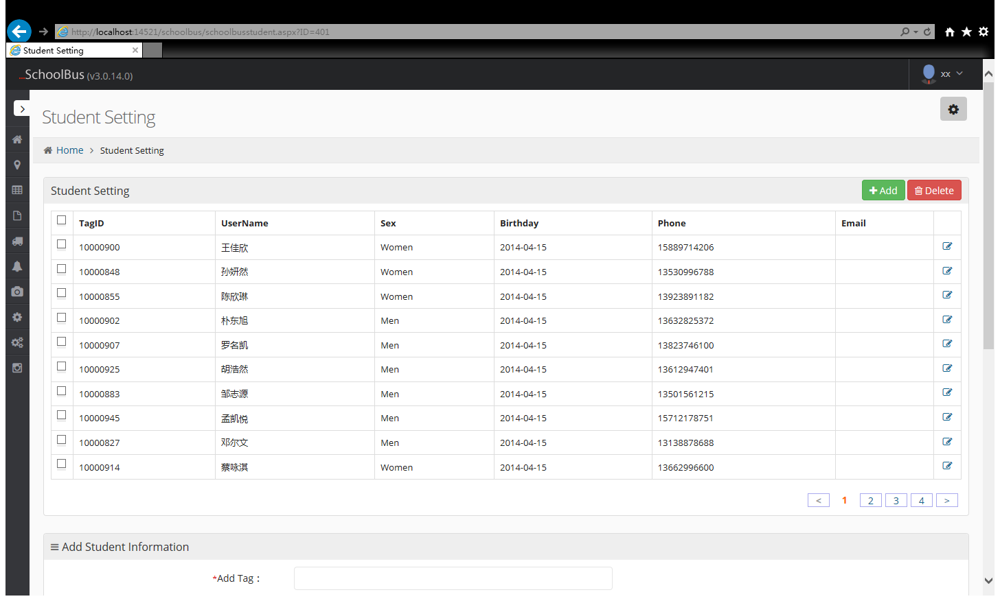 http://localhost:14521/schoolbus/schoolbusstudent.aspx?ID=401
Student Setting
...SchoolBus (v3.0.14.0)
xx
Student Setting
Home > Student Setting
Student Setting
Add
Delete
TagID UserName Sex Birthday Phone Email
10000900 王佳欣 Women 2014-04-15 15889714206
10000848 孙妍然 Women 2014-04-15 13530996788
10000855 陈欣琳 Women 2014-04-15 13923891182
10000902 朴东旭 Men 2014-04-15 13632825372
10000907 罗名凯 Men 2014-04-15 13823746100
10000925 胡浩然 Men 2014-04-15 13612947401
10000883 邹志源 Men 2014-04-15 13501561215
10000945 孟凯悦 Men 2014-04-15 15712178751
10000827 邓尔文 Men 2014-04-15 13138878688
10000914 蔡咏淇 Women 2014-04-15 13662996600
< 1 2 3 4 >
Add Student Information
*Add Tag：